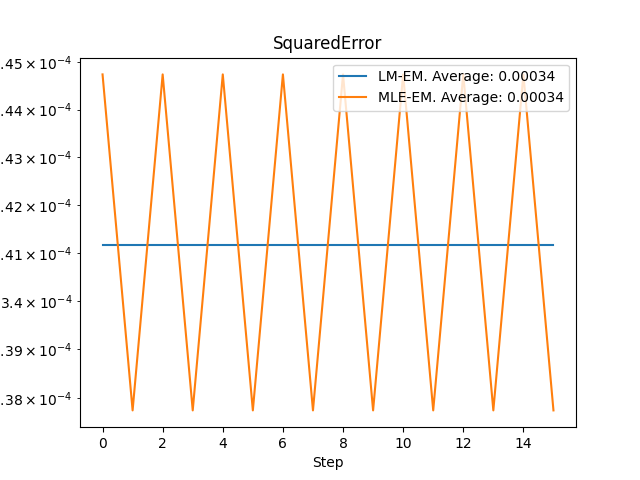 SquaredError
LM-EM. Average: 0.00034
MLE-EM. Average: 0.00034
.45 × 10⁻⁴
.44 × 10⁻⁴
.43 × 10⁻⁴
.42 × 10⁻⁴
.41 × 10⁻⁴
3.4 × 10⁻⁴
.39 × 10⁻⁴
.38 × 10⁻⁴
0 2 4 6 8 10 12 14
Step